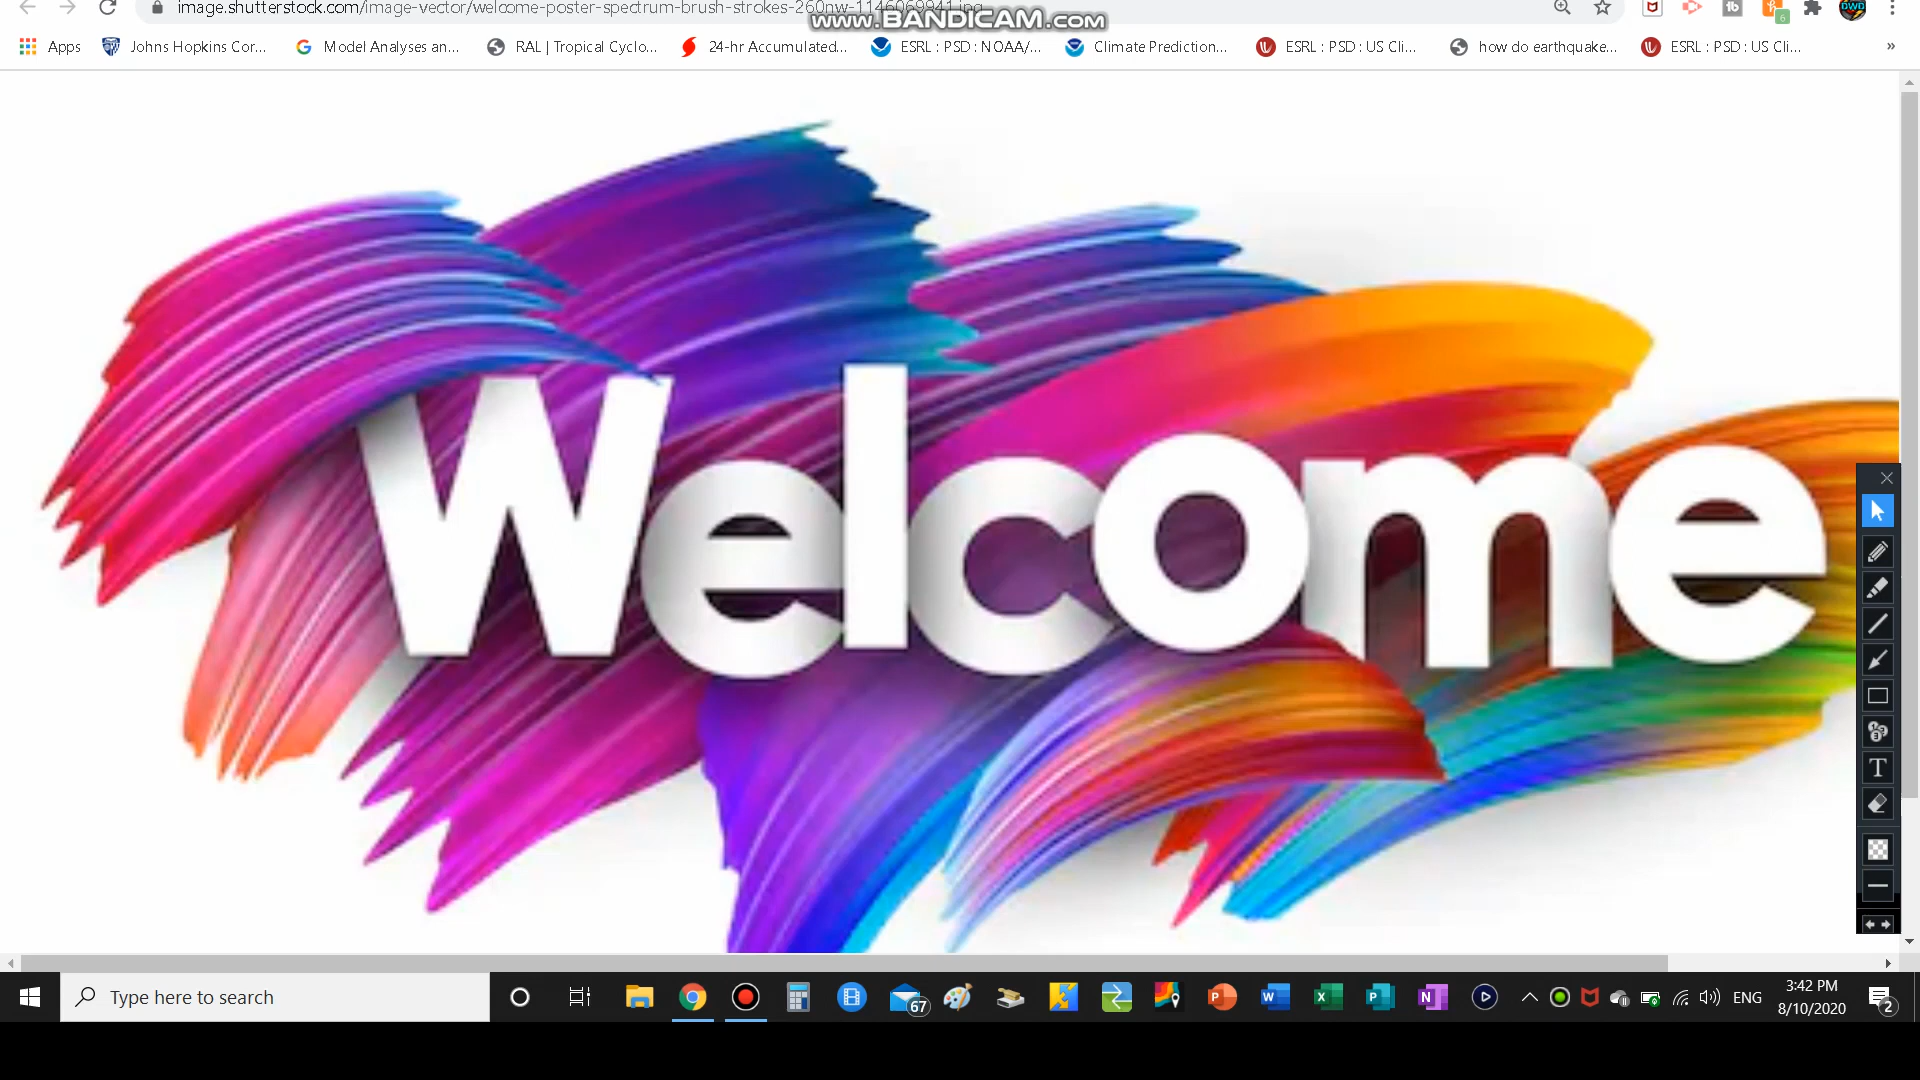 image.shutterstock.com/image-vector/welcome-poster-spectrum-brush-strokes-260nw-1146069941.jpg
www.BANDICAM.com
Apps
Johns Hopkins Cor...
Model Analyses an...
RAL | Tropical Cyclo...
24-hr Accumulated...
ESRL : PSD : NOAA/...
Climate Prediction...
ESRL : PSD : US Cli...
how do earthquake...
ESRL : PSD : US Cli...
»
Welcome
T
Type here to search
67
ENG
3:42 PM
8/10/2020
2